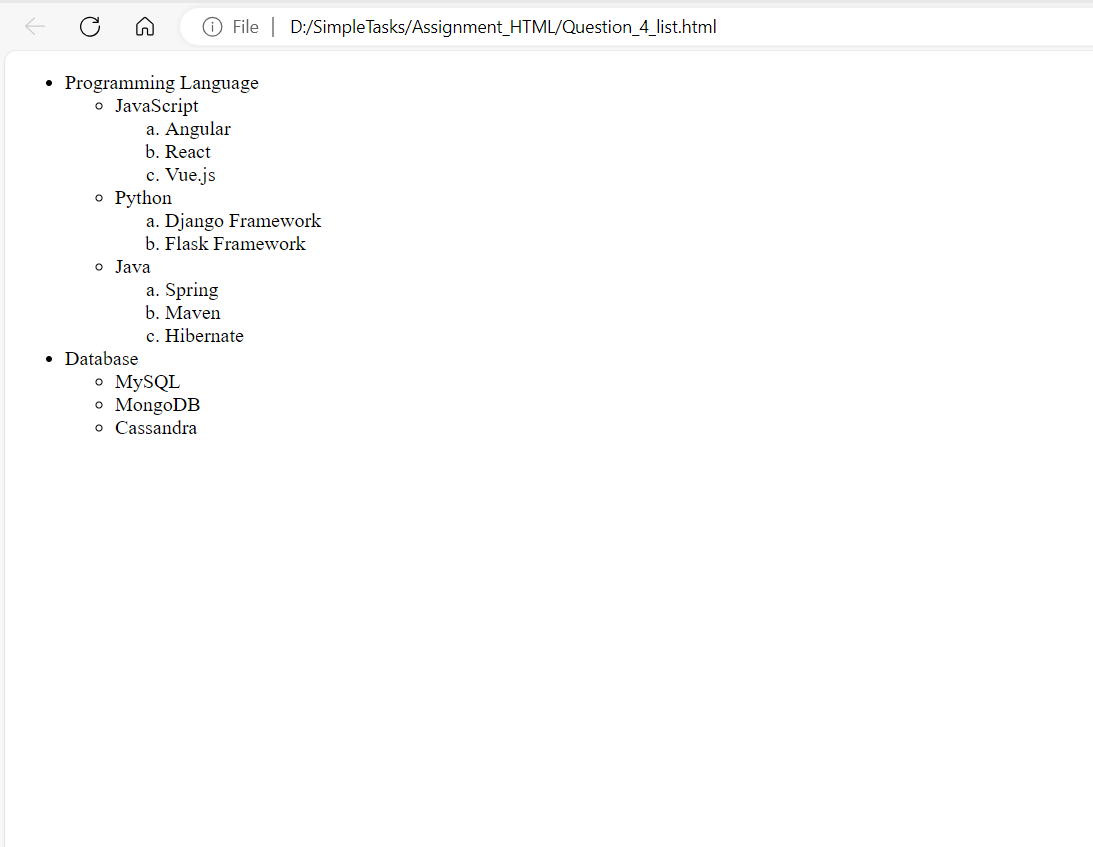 File | D:/SimpleTasks/Assignment_HTML/Question_4_list.html
• Programming Language
◦ JavaScript
a. Angular
b. React
c. Vue.js
◦ Python
a. Django Framework
b. Flask Framework
◦ Java
a. Spring
b. Maven
c. Hibernate
• Database
◦ MySQL
◦ MongoDB
◦ Cassandra